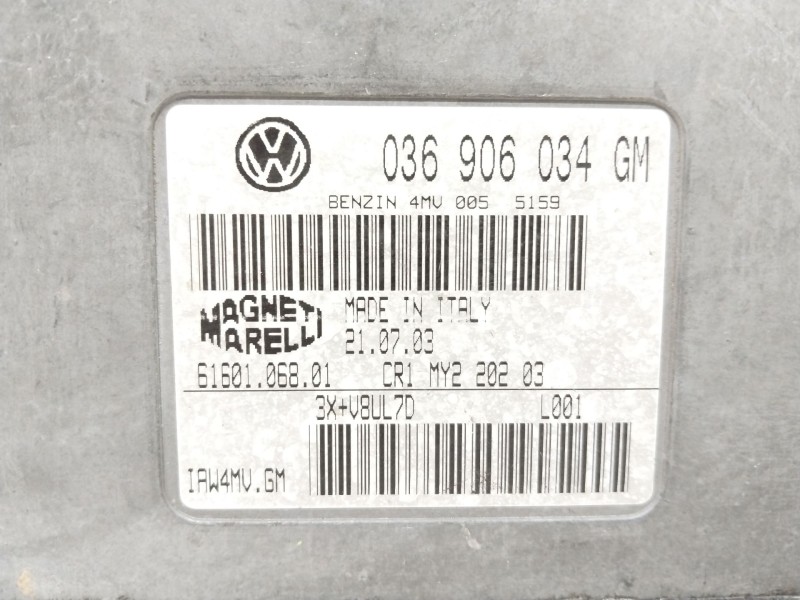 036 906 034 GM
BENZIN 4MV 005 5159
MAGNETI MADE IN ITALY
MARELLI 21.07.03
61601.068.01 CR1 MY2 202 03
3X+V8UL7D L001
IAW4MV.GM